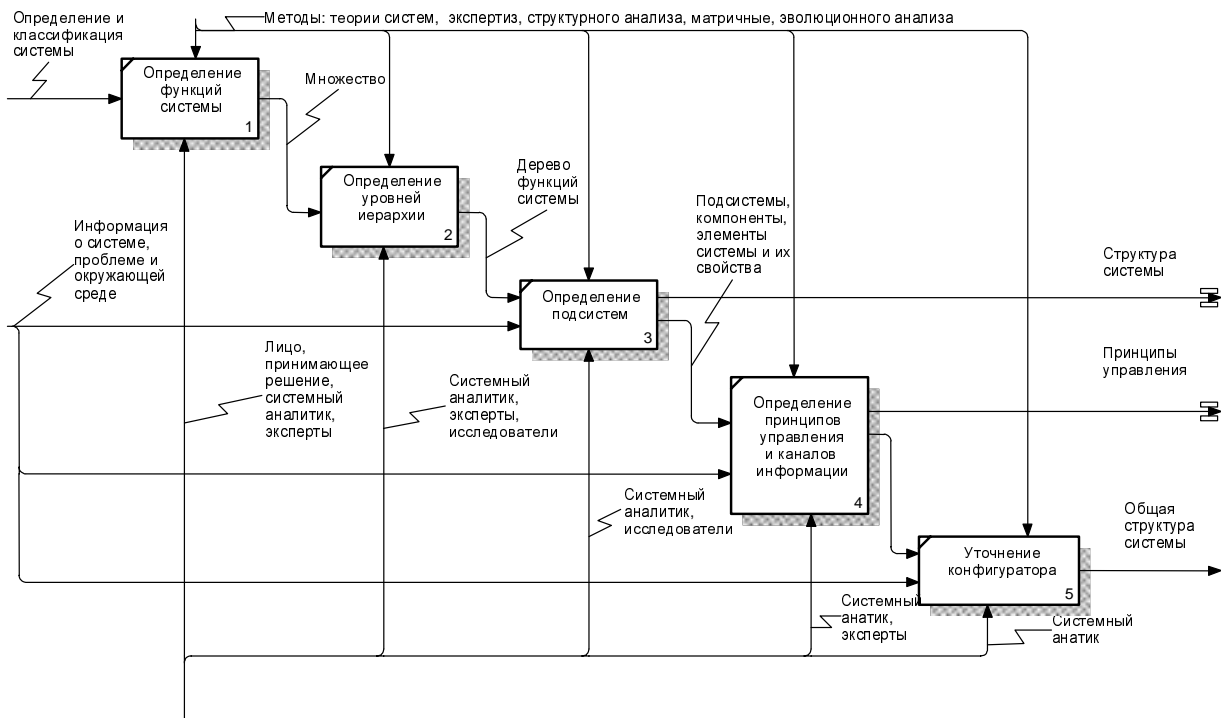 Определение и
классификация
системы
Методы: теории систем, экспертиз, структурного анализа, матричные, эволюционного анализа
Определение
функций
системы
1
Множество
Определение
уровней
иерархии
2
Дерево
функций
системы
Подсистемы,
компоненты,
элементы
системы и их
свойства
Информация
о системе,
проблеме и
окружающей
среде
Структура
системы
Определение
подсистем
3
Принципы
управления
Лицо,
принимающее
решение,
системный
аналитик,
эксперты
Системный
аналитик,
эксперты,
исследователи
Определение
принципов
управления
и каналов
информации
4
Системный
аналитик,
исследователи
Общая
структура
системы
Уточнение
конфигуратора
5
Системный
анатик,
эксперты
Системный
анатик